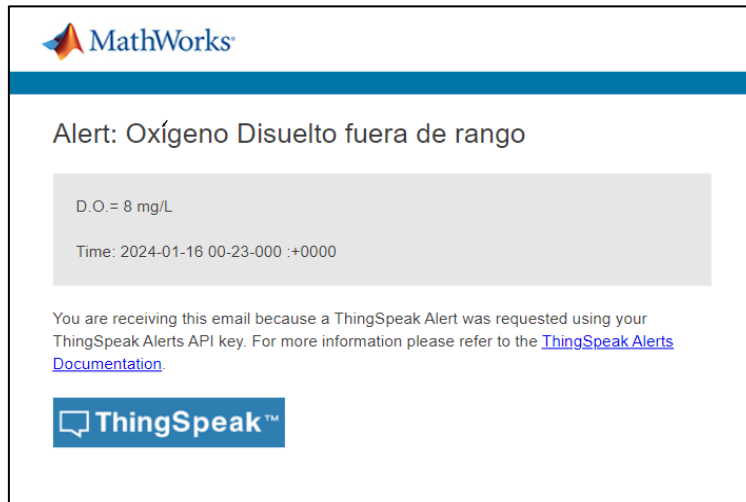 MathWorks®
Alert: Oxígeno Disuelto fuera de rango
D.O.= 8 mg/L
Time: 2024-01-16 00-23-000 :+0000
You are receiving this email because a ThingSpeak Alert was requested using your
ThingSpeak Alerts API key. For more information please refer to the ThingSpeak Alerts
Documentation.
ThingSpeak™